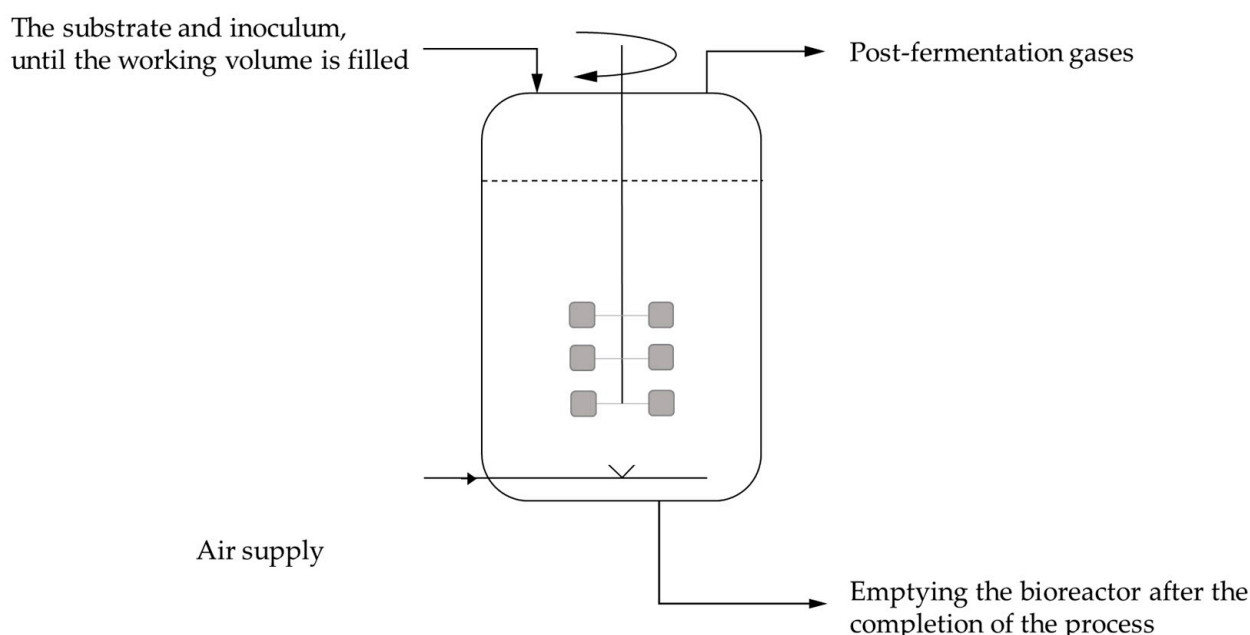 The substrate and inoculum,
until the working volume is filled
Post-fermentation gases
Air supply
Emptying the bioreactor after the
completion of the process